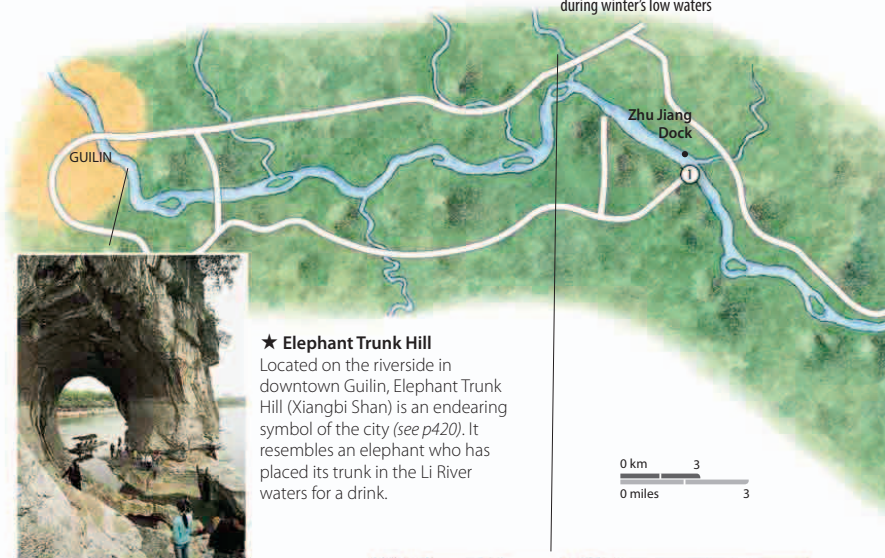 during winter's low waters
Zhu Jiang
Dock
GUILIN
1
★ Elephant Trunk Hill
Located on the riverside in
downtown Guilin, Elephant Trunk
Hill (Xiangbi Shan) is an endearing
symbol of the city (see p420). It
resembles an elephant who has
placed its trunk in the Li River
waters for a drink.
0 km 3
0 miles 3